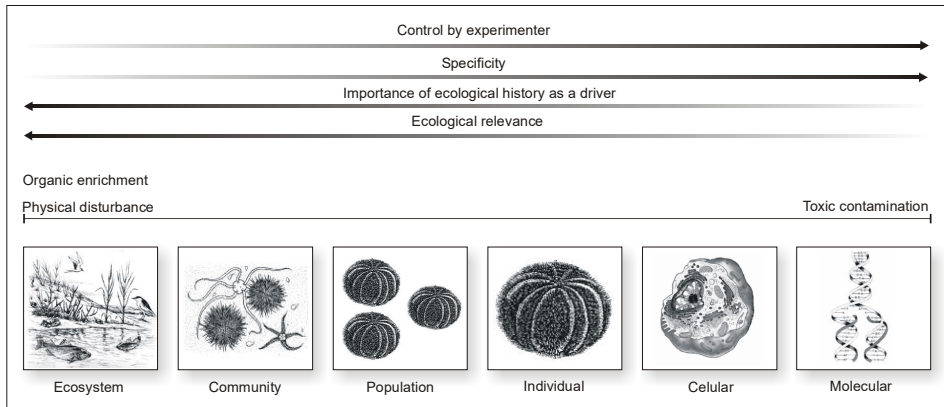 Control by experimenter
Specificity
Importance of ecological history as a driver
Ecological relevance
Organic enrichment
Physical disturbance
Toxic contamination
Ecosystem
Community
Population
Individual
Celular
Molecular